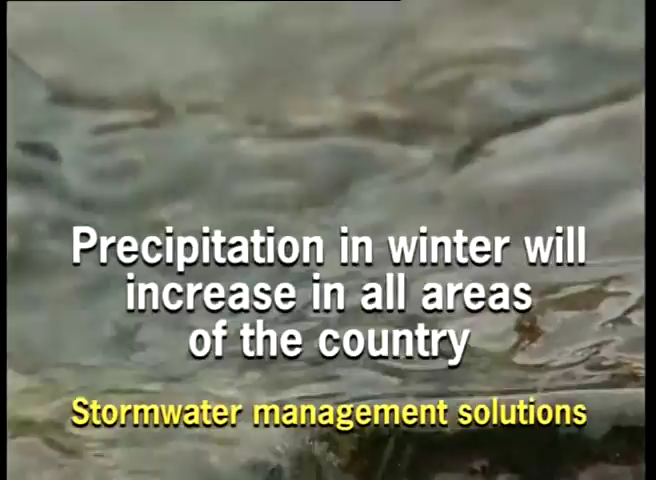 Precipitation in winter will
increase in all areas
of the country
Stormwater management solutions